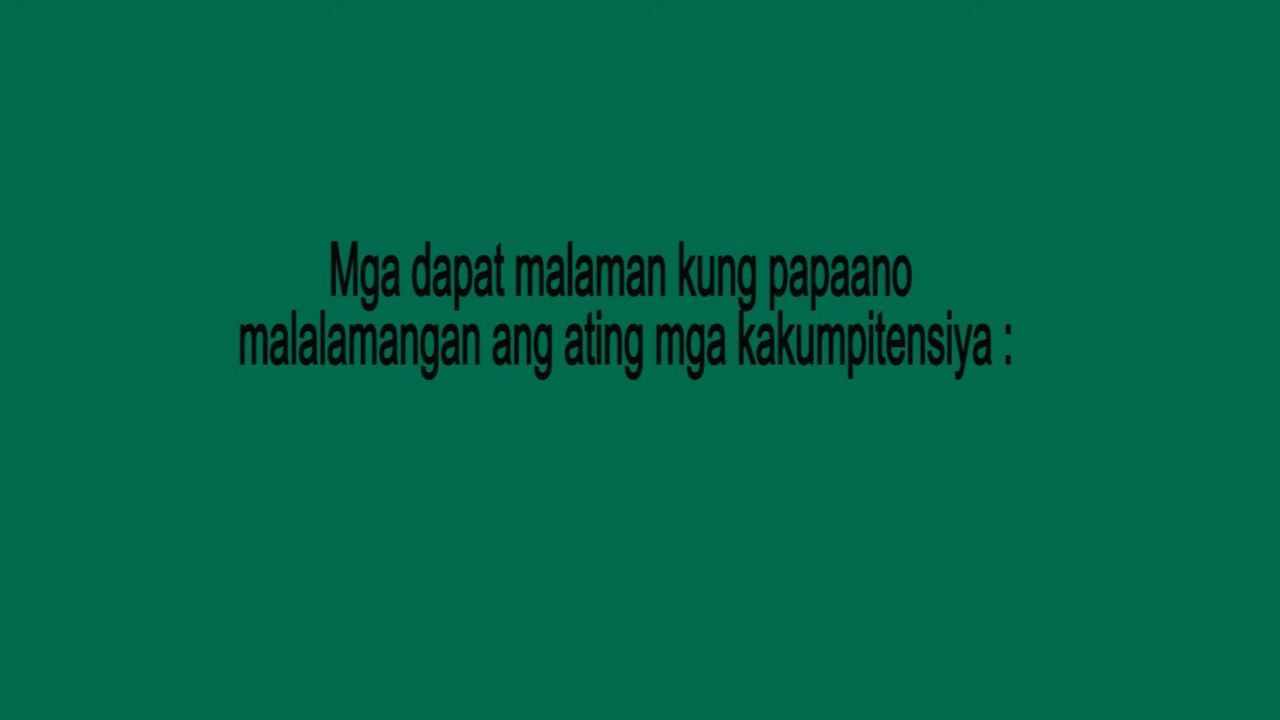 Mga dapat malaman kung papaano
malalamangan ang ating mga kakumpitensiya :